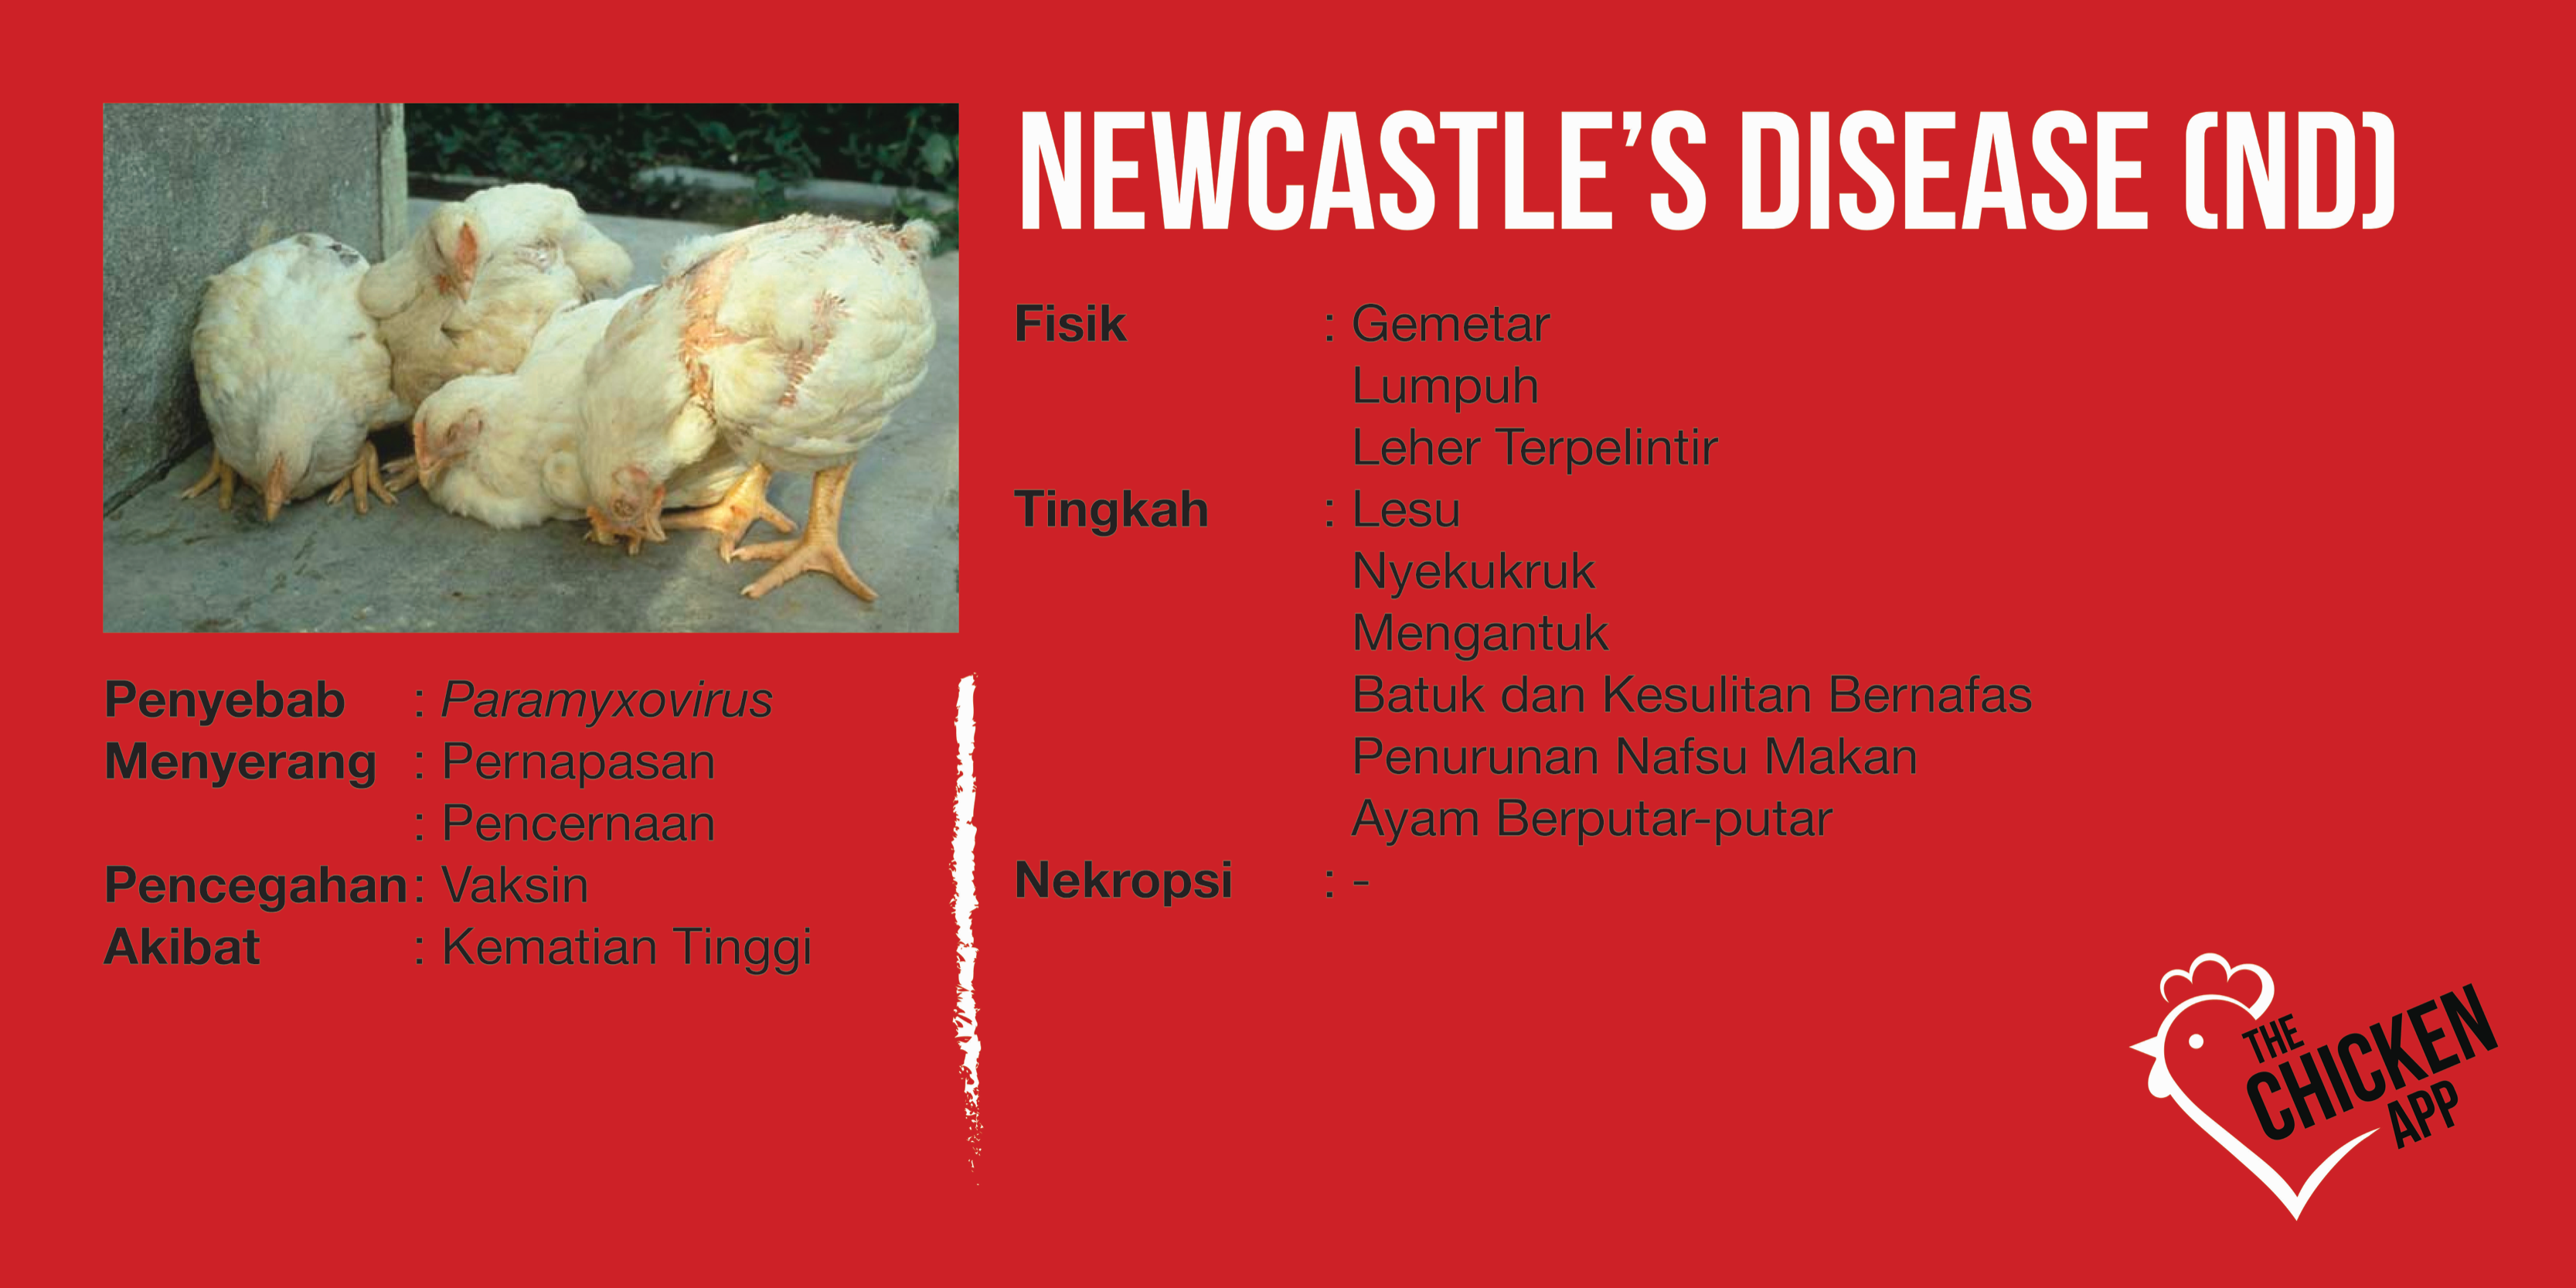 NEWCASTLE'S DISEASE (ND)
Penyebab : Paramyxovirus
Menyerang : Pernapasan
: Pencernaan
Pencegahan : Vaksin
Akibat : Kematian Tinggi
Fisik : Gemetar
Lumpuh
Leher Terpelintir
Tingkah : Lesu
Nyekukruk
Mengantuk
Batuk dan Kesulitan Bernafas
Penurunan Nafsu Makan
Ayam Berputar-putar
Nekropsi : -
THE
CHICKEN
APP